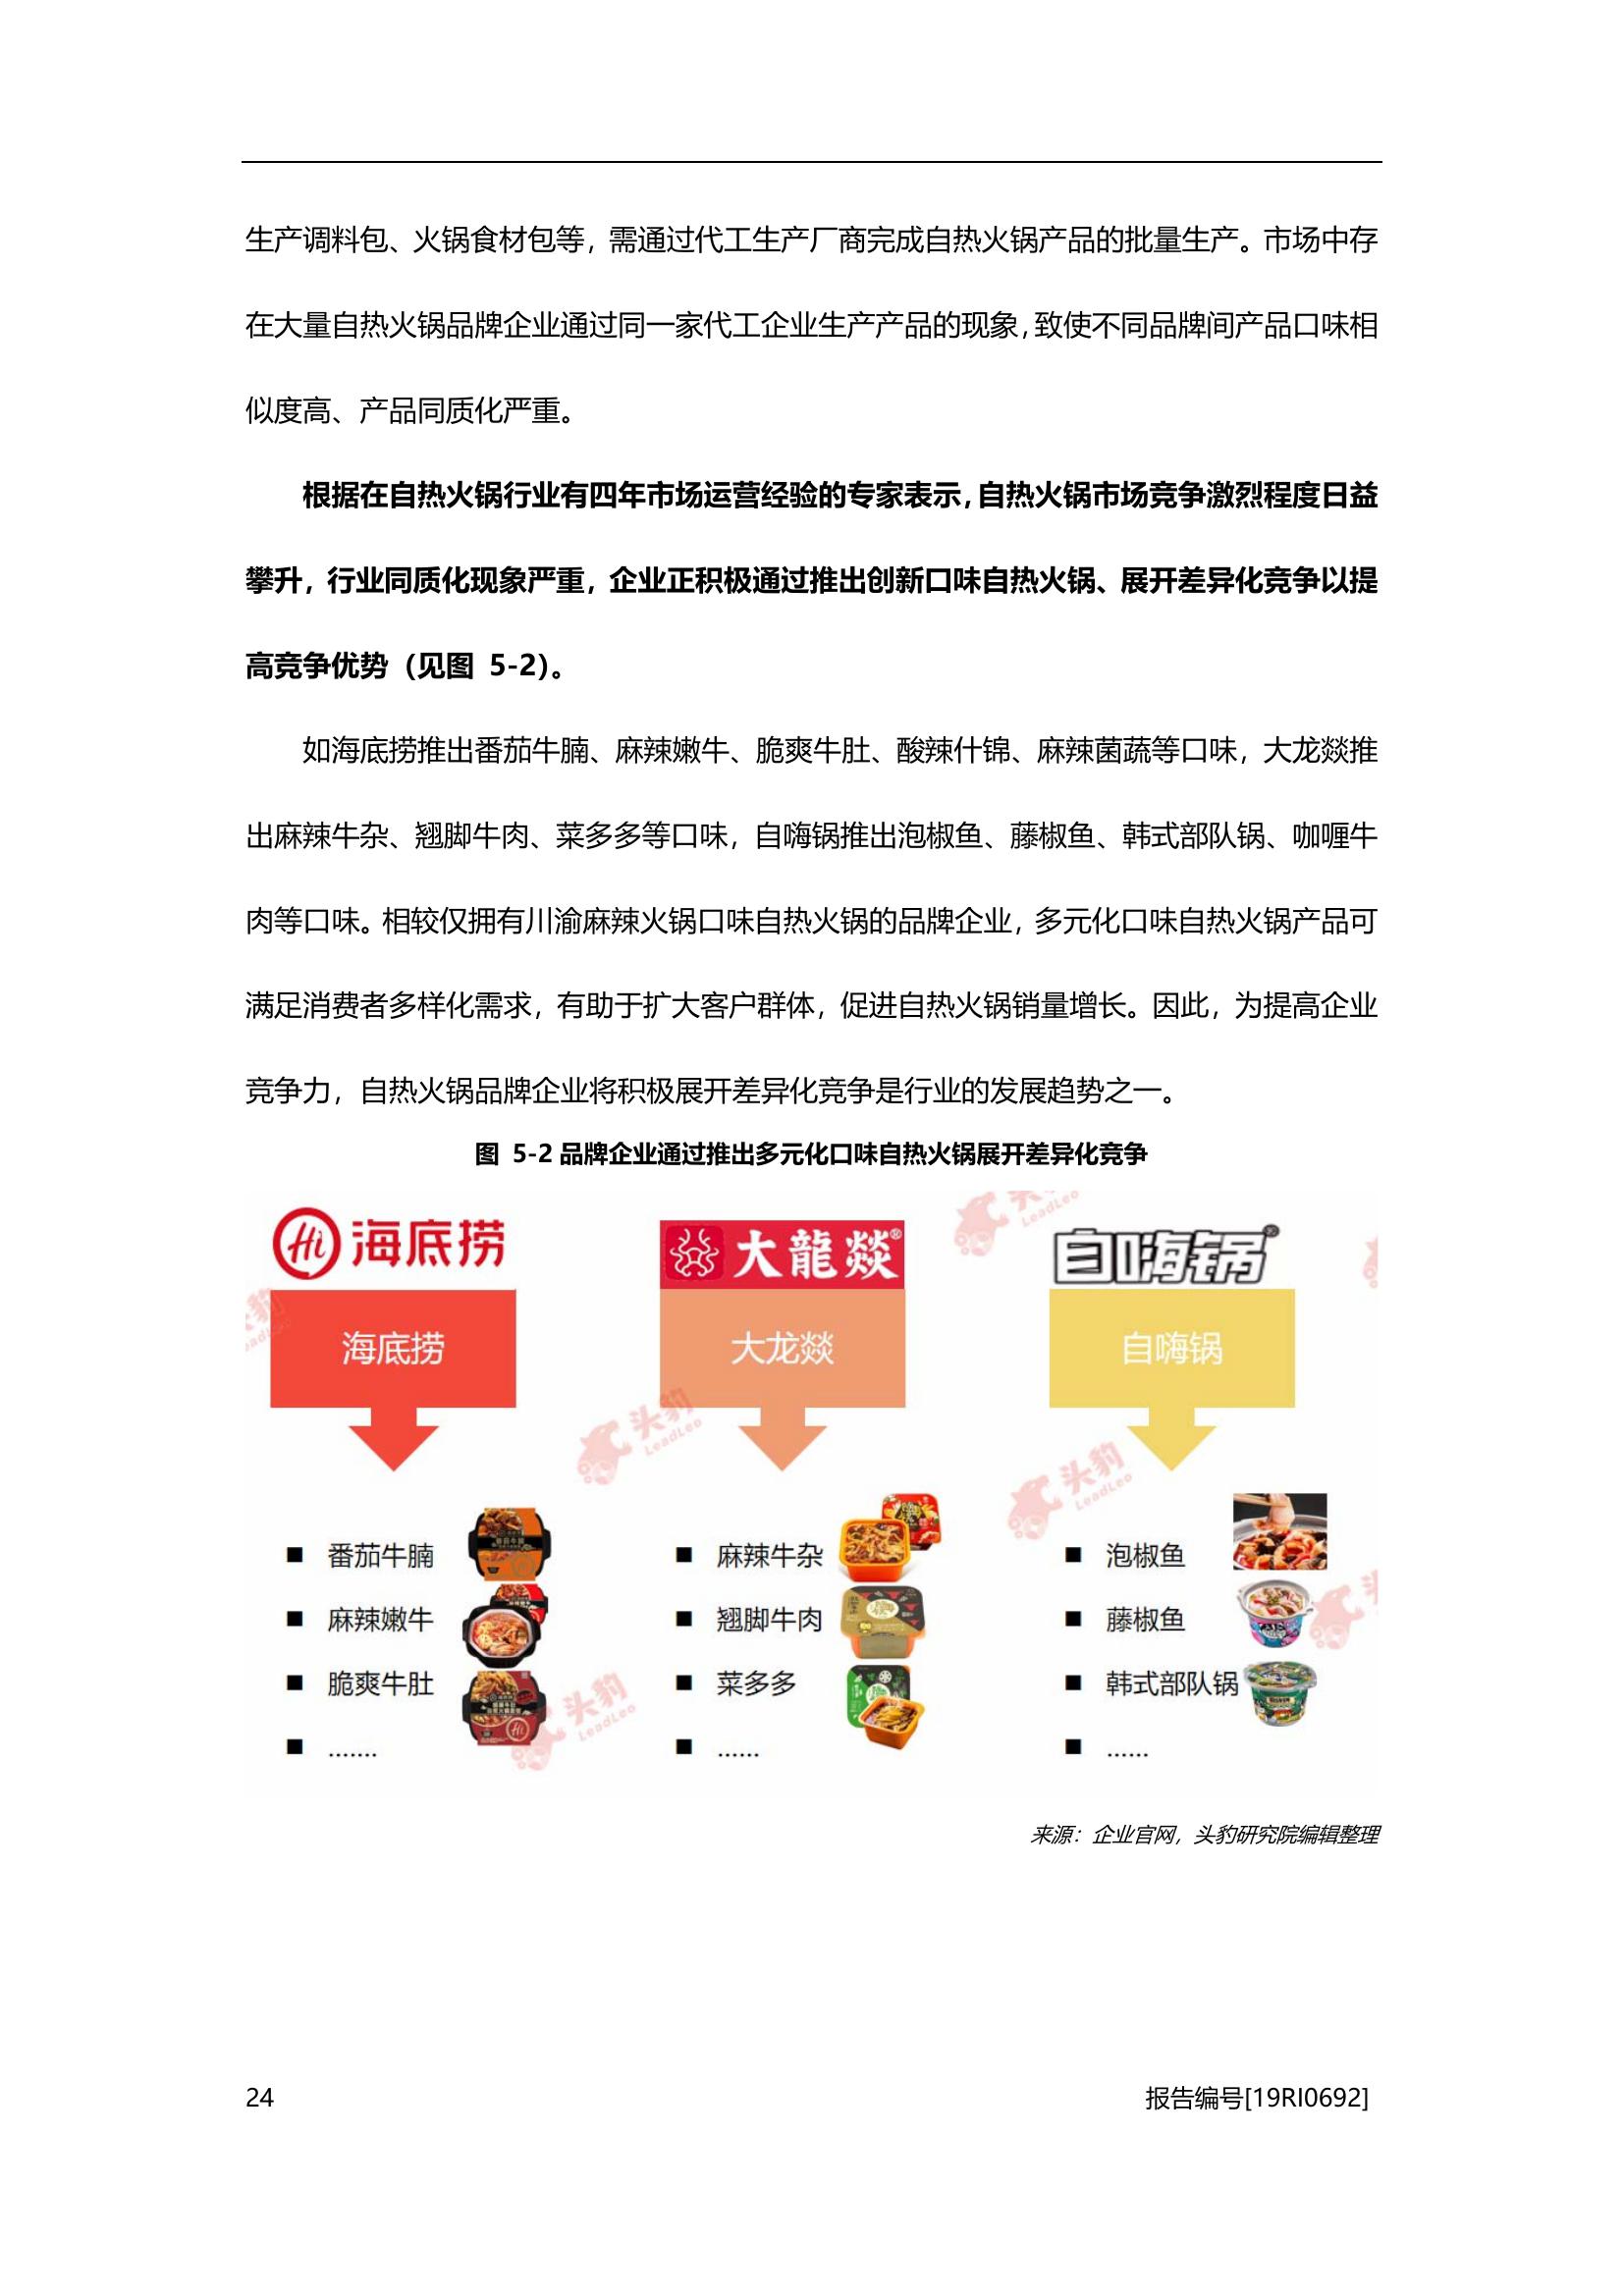 生产调料包、火锅食材包等，需通过代工生产厂商完成自热火锅产品的批量生产。市场中存
在大量自热火锅品牌企业通过同一家代工企业生产产品的现象，致使不同品牌间产品口味相
似度高、产品同质化严重。
根据在自热火锅行业有四年市场运营经验的专家表示，自热火锅市场竞争激烈程度日益
攀升，行业同质化现象严重，企业正积极通过推出创新口味自热火锅、展开差异化竞争以提
高竞争优势（见图 5-2）。
如海底捞推出番茄牛腩、麻辣嫩牛、脆爽牛肚、酸辣什锦、麻辣菌蔬等口味，大龙燚推
出麻辣牛杂、翘脚牛肉、菜多多等口味，自嗨锅推出泡椒鱼、藤椒鱼、韩式部队锅、咖喱牛
肉等口味。相较仅拥有川渝麻辣火锅口味自热火锅的品牌企业，多元化口味自热火锅产品可
满足消费者多样化需求，有助于扩大客户群体，促进自热火锅销量增长。因此，为提高企业
竞争力，自热火锅品牌企业将积极展开差异化竞争是行业的发展趋势之一。
图 5-2 品牌企业通过推出多元化口味自热火锅展开差异化竞争
Hi 海底捞
大龍燚®
自嗨锅®
海底捞
大龙燚
自嗨锅
头豹
LeadLeo
头豹
LeadLeo
■ 番茄牛腩
■ 麻辣嫩牛
■ 脆爽牛肚
■ .......
■ 麻辣牛杂
■ 翘脚牛肉
■ 菜多多
■ ......
■ 泡椒鱼
■ 藤椒鱼
■ 韩式部队锅
■ ......
头豹
LeadLeo
来源：企业官网，头豹研究院编辑整理
24
报告编号[19RI0692]